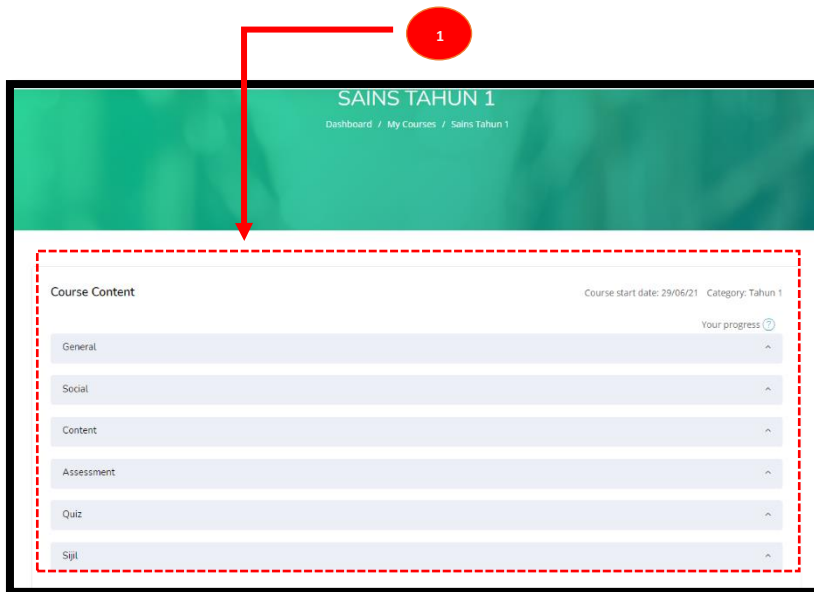 1
SAINS TAHUN 1
Dashboard / My Courses / Sains Tahun 1
Course Content
Course start date: 29/06/21 Category: Tahun 1
Your progress ?
General
Social
Content
Assessment
Quiz
Sijil